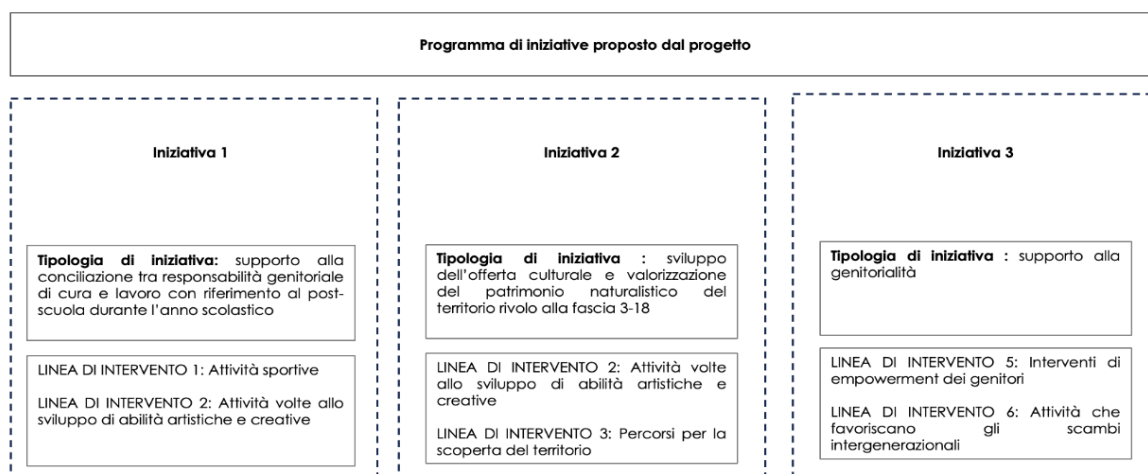 Programma di iniziative proposto dal progetto
Iniziativa 1
Tipologia di iniziativa: supporto alla
conciliazione tra responsabilità genitoriale
di cura e lavoro con riferimento al post-
scuola durante l'anno scolastico
LINEA DI INTERVENTO 1: Attività sportive
LINEA DI INTERVENTO 2: Attività volte allo
sviluppo di abilità artistiche e creative
Iniziativa 2
Tipologia di iniziativa : sviluppo
dell'offerta culturale e valorizzazione
del patrimonio naturalistico del
territorio rivolo alla fascia 3-18
LINEA DI INTERVENTO 2: Attività volte
allo sviluppo di abilità artistiche e
creative
LINEA DI INTERVENTO 3: Percorsi per la
scoperta del territorio
Iniziativa 3
Tipologia di iniziativa : supporto alla
genitorialità
LINEA DI INTERVENTO 5: Interventi di
empowerment dei genitori
LINEA DI INTERVENTO 6: Attività che
favoriscano gli scambi
intergenerazionali